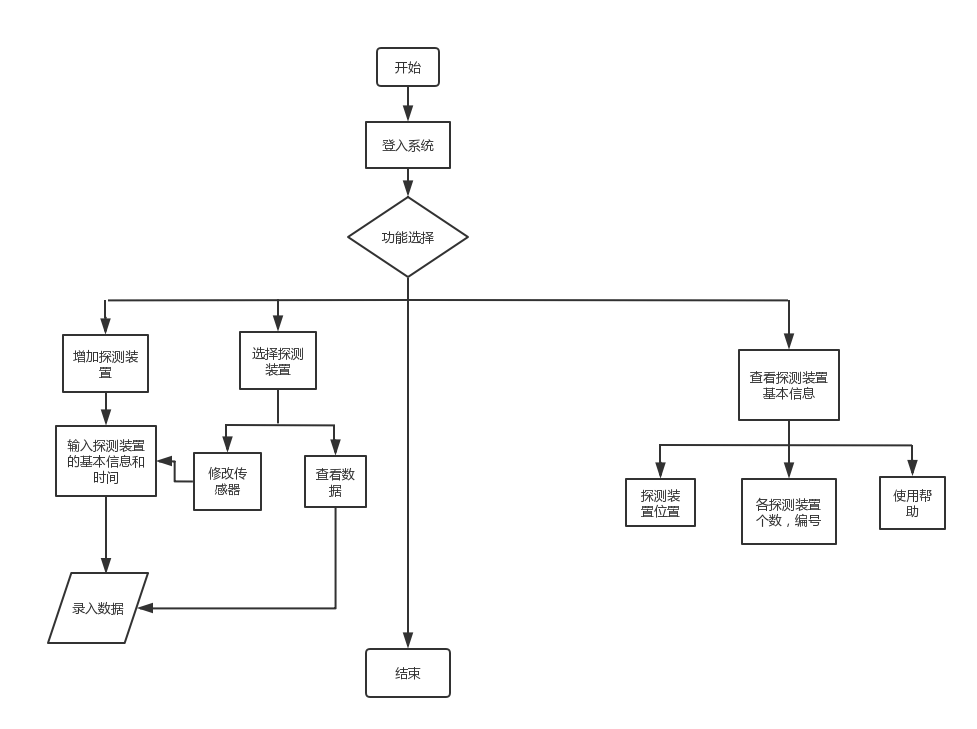 开始
登入系统
功能选择
增加探测装
置
选择探测
装置
查看探测装置
基本信息
输入探测装置
的基本信息和
时间
修改传
感器
查看数
据
探测装
置位置
各探测装置
个数，编号
使用帮
助
录入数据
结束